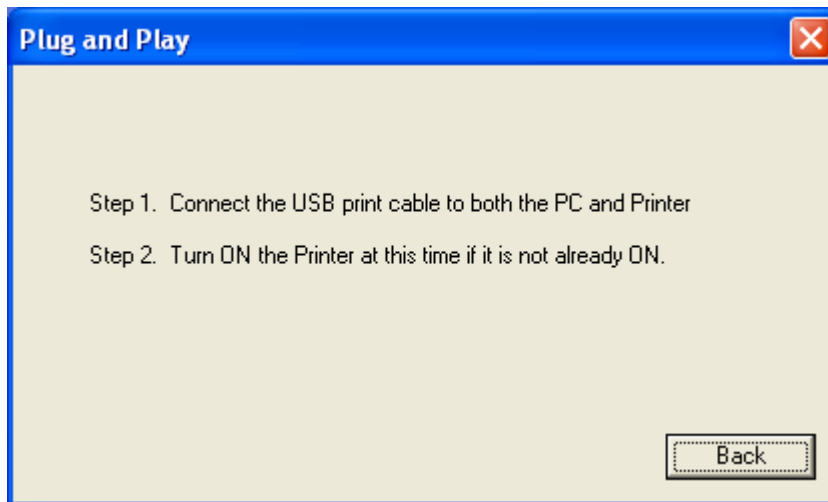 Plug and Play
Step 1. Connect the USB print cable to both the PC and Printer
Step 2. Turn ON the Printer at this time if it is not already ON.
Back